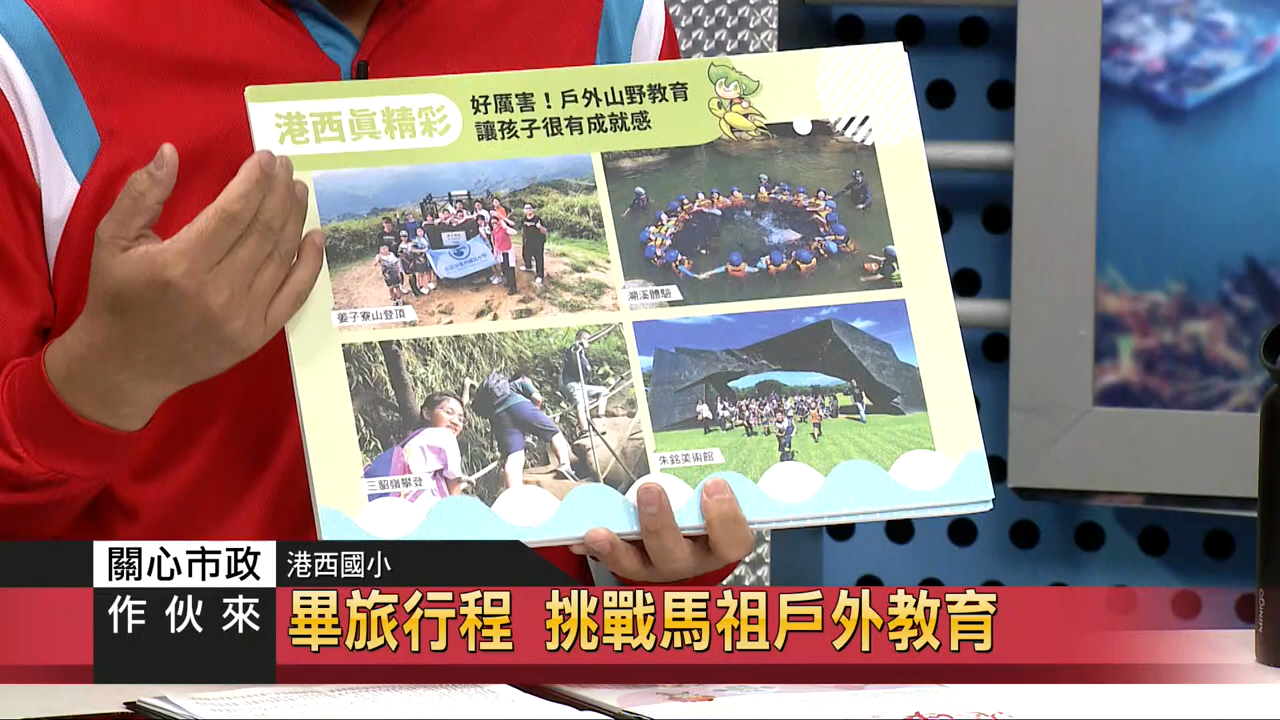 港西真精彩
好厲害！戶外山野教育
讓孩子很有成就感
姜子寮山登頂
溯溪體驗
三貂嶺攀登
朱銘美術館
關心市政
作伙來
港西國小
畢旅行程 挑戰馬祖戶外教育
MINIGO